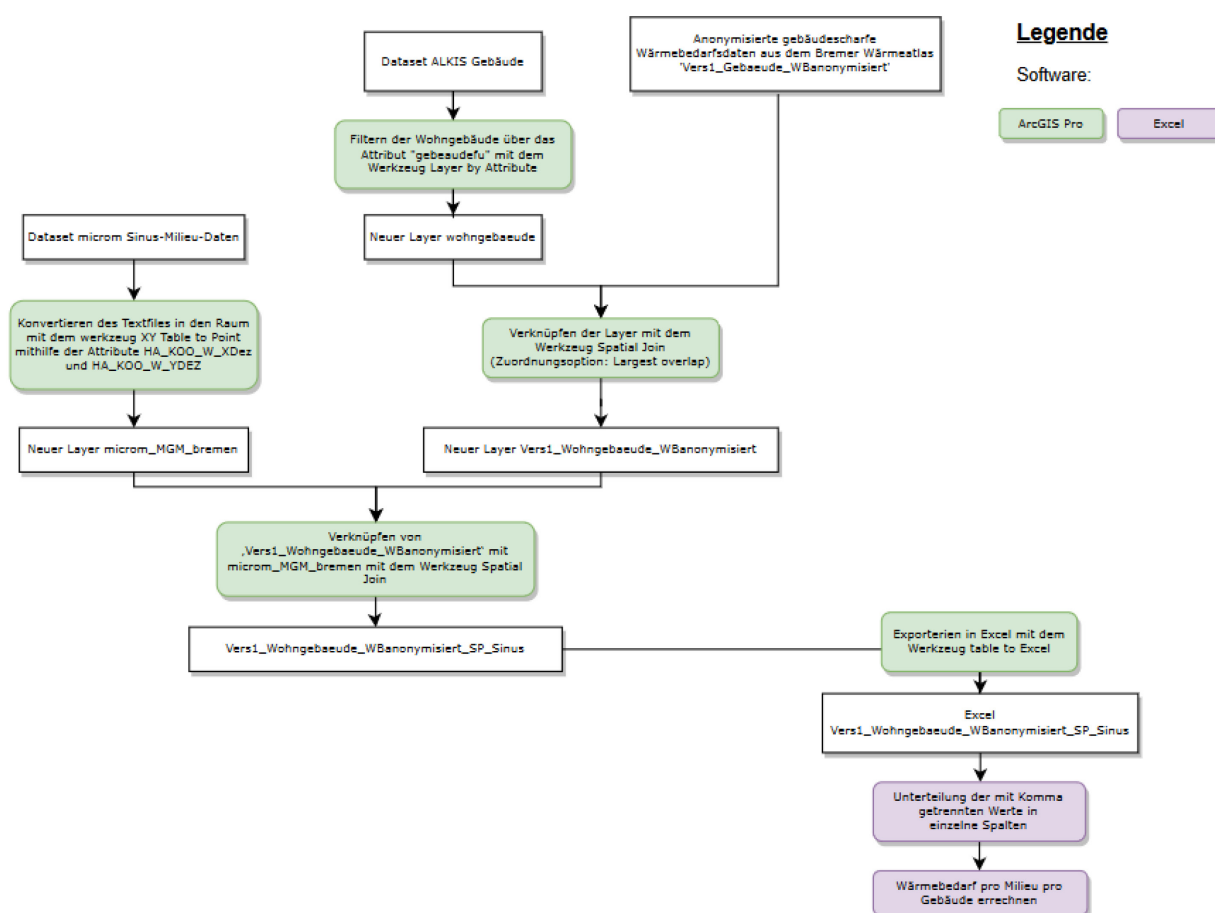 Dataset ALKIS Gebäude
Anonymisierte gebäudescharfe
Wärmebedarfsdaten aus dem Bremer Wärmeatlas
'Vers1_Gebaeude_WBanonymisiert'
Legende
Software:
ArcGIS Pro
Excel
Filtern der Wohngebäude über das
Attribut "gebeaudefu" mit dem
Werkzeug Layer by Attribute
Dataset microm Sinus-Milieu-Daten
Neuer Layer wohngebaeude
Konvertieren des Textfiles in den Raum
mit dem werkzeug XY Table to Point
mithilfe der Attribute HA_KOO_W_XDez
und HA_KOO_W_YDEZ
Verknüpfen der Layer mit dem
Werkzeug Spatial Join
(Zuordnungsoption: Largest overlap)
Neuer Layer microm_MGM_bremen
Neuer Layer Vers1_Wohngebaeude_WBanonymisiert
Verknüpfen von
‚Vers1_Wohngebaeude_WBanonymisiert‘ mit
microm_MGM_bremen mit dem Werkzeug Spatial
Join
Vers1_Wohngebaeude_WBanonymisiert_SP_Sinus
Exporterien in Excel mit dem
Werkzeug table to Excel
Excel
Vers1_Wohngebaeude_WBanonymisiert_SP_Sinus
Unterteilung der mit Komma
getrennten Werte in
einzelne Spalten
Wärmebedarf pro Milieu pro
Gebäude errechnen